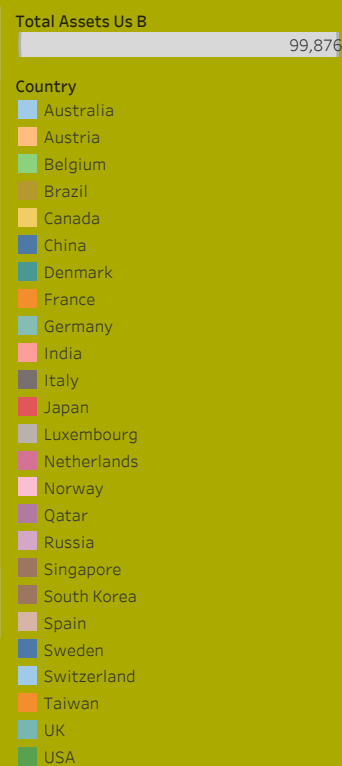 Total Assets Us B
99,876
Country
Australia
Austria
Belgium
Brazil
Canada
China
Denmark
France
Germany
India
Italy
Japan
Luxembourg
Netherlands
Norway
Qatar
Russia
Singapore
South Korea
Spain
Sweden
Switzerland
Taiwan
UK
USA